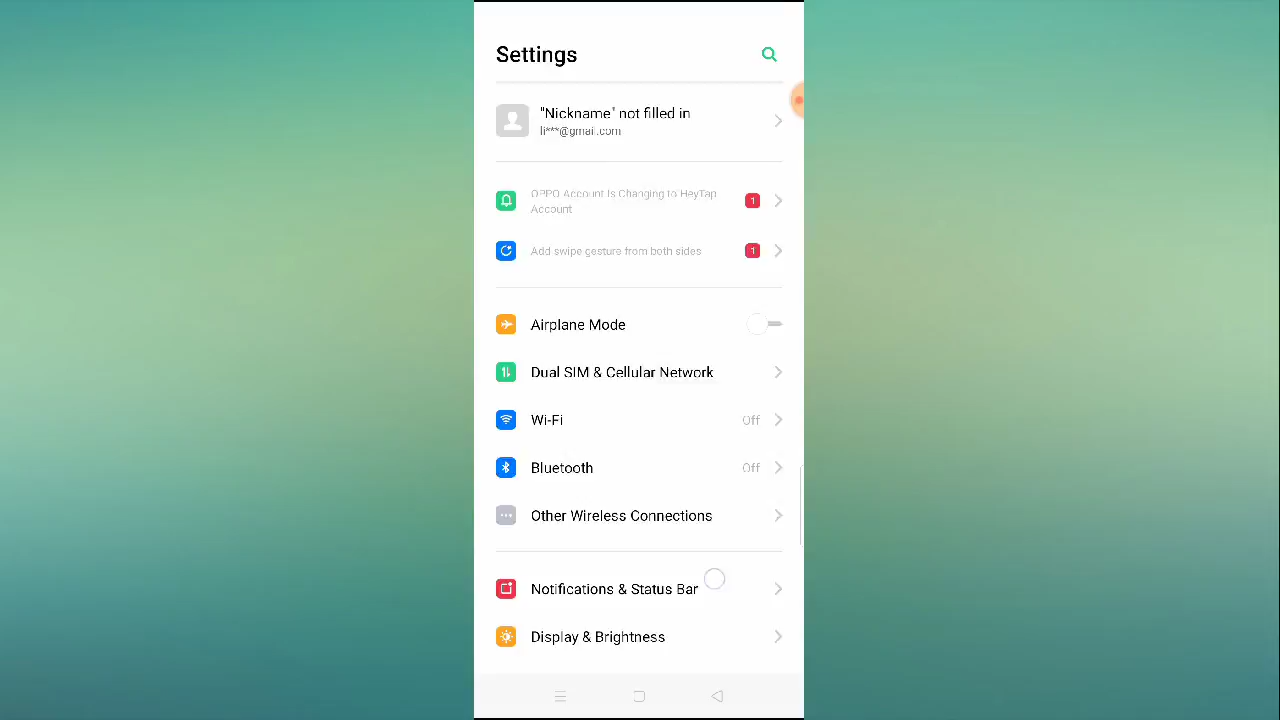 Settings
"Nickname" not filled in
li***@gmail.com
OPPO Account Is Changing to HeyTap
Account
1
Add swipe gesture from both sides
1
Airplane Mode
Dual SIM & Cellular Network
Wi-Fi
Off
Bluetooth
Off
Other Wireless Connections
Notifications & Status Bar
Display & Brightness